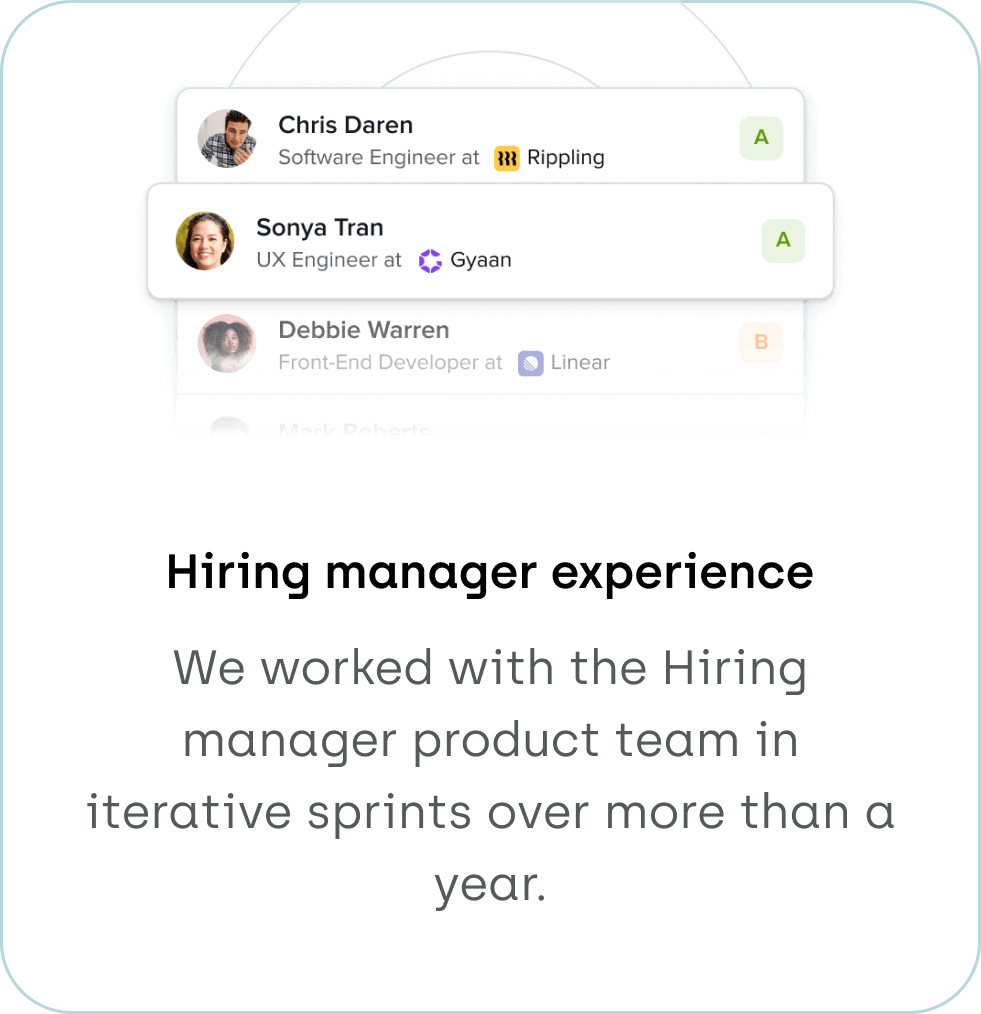 Chris Daren
Software Engineer at Rippling
A
Sonya Tran
UX Engineer at Gyaan
A
Debbie Warren
Front-End Developer at Linear
B
Mark Roberts
Hiring manager experience
We worked with the Hiring
manager product team in
iterative sprints over more than a
year.